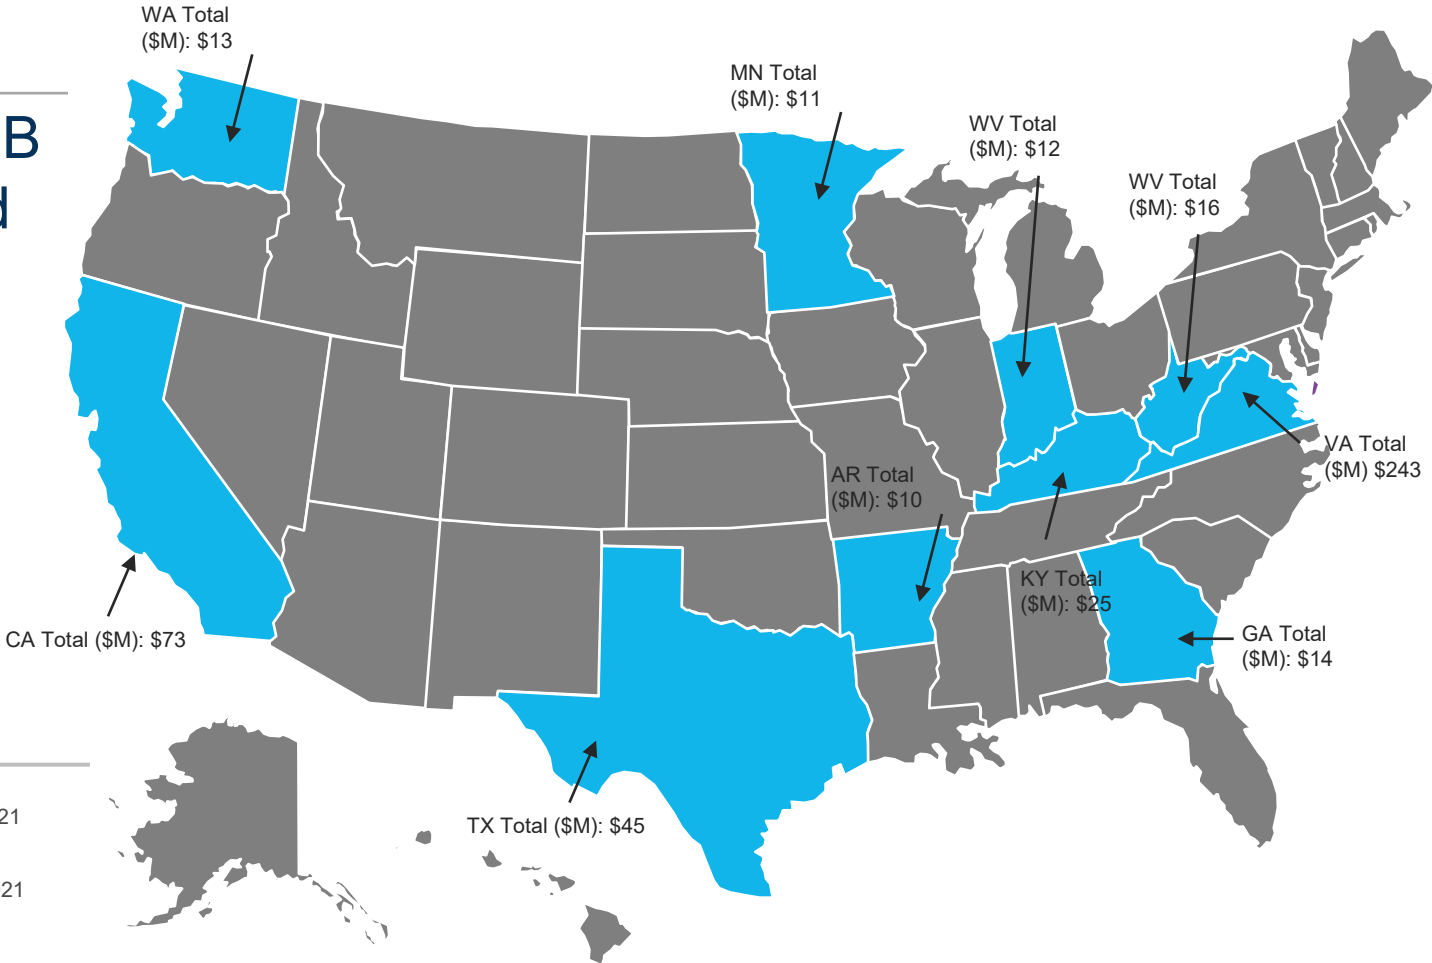 WA Total
($M): $13
B
MN Total
($M): $11
WV Total
($M): $12
WV Total
($M): $16
VA Total
($M) $243
AR Total
($M): $10
KY Total
($M): $25
CA Total ($M): $73
GA Total
($M): $14
TX Total ($M): $45
21
21